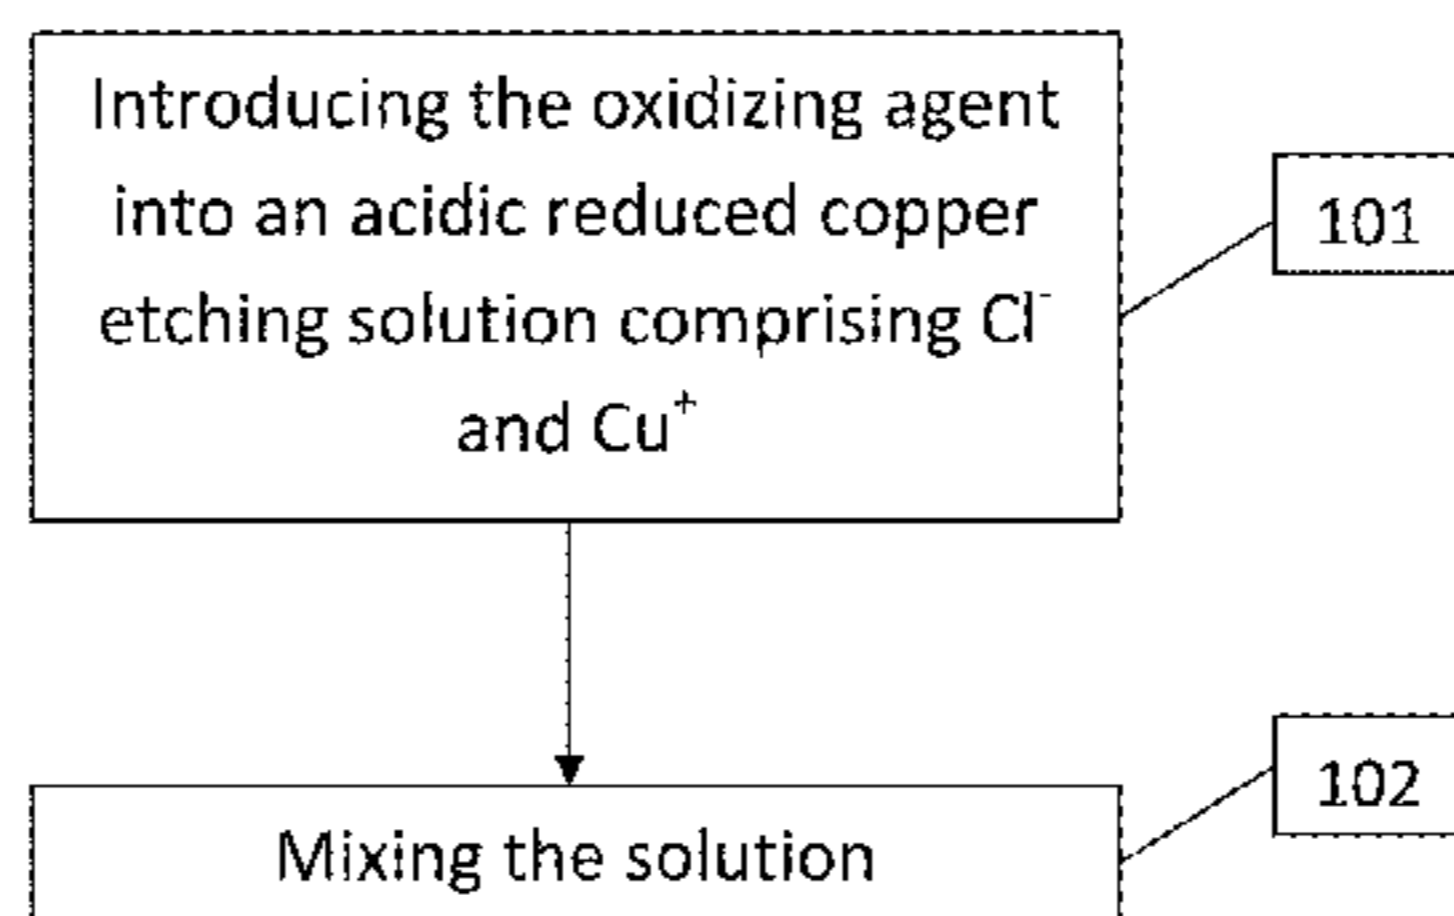 Introducing the oxidizing agent
into an acidic reduced copper
etching solution comprising Cl⁻
and Cu⁺
101
Mixing the solution
102